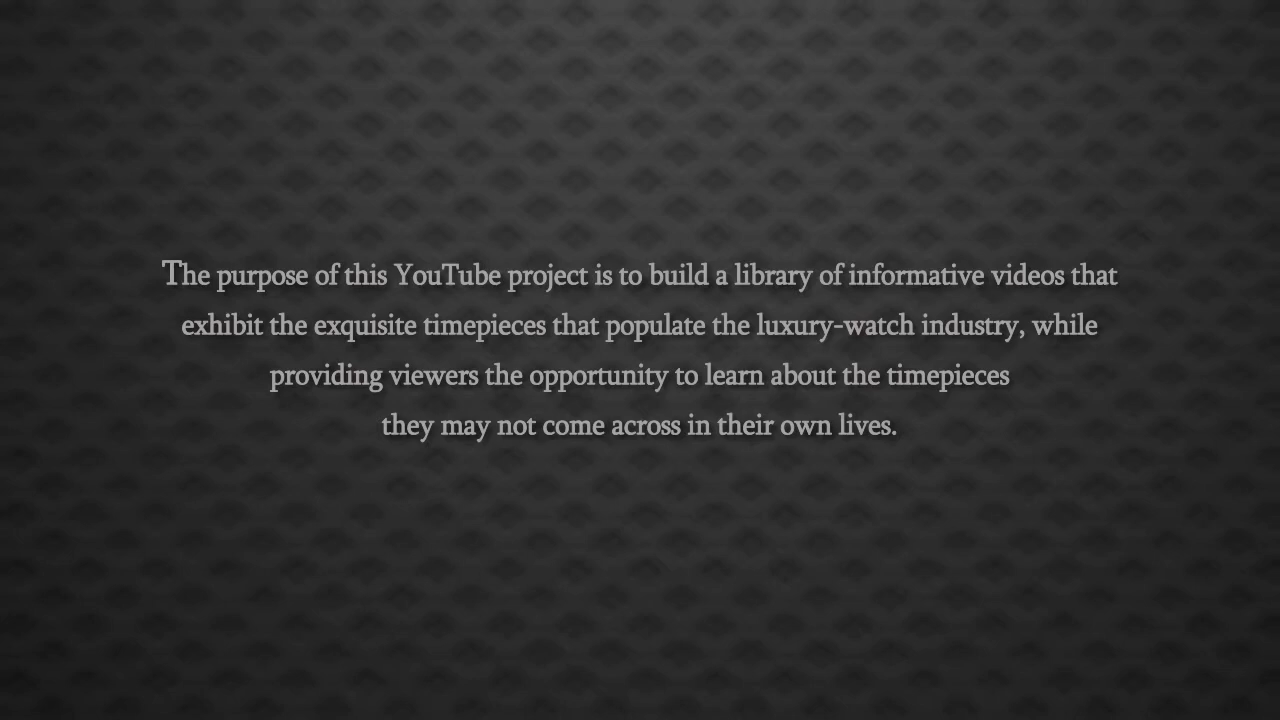 The purpose of this YouTube project is to build a library of informative videos that
exhibit the exquisite timepieces that populate the luxury-watch industry, while
providing viewers the opportunity to learn about the timepieces
they may not come across in their own lives.